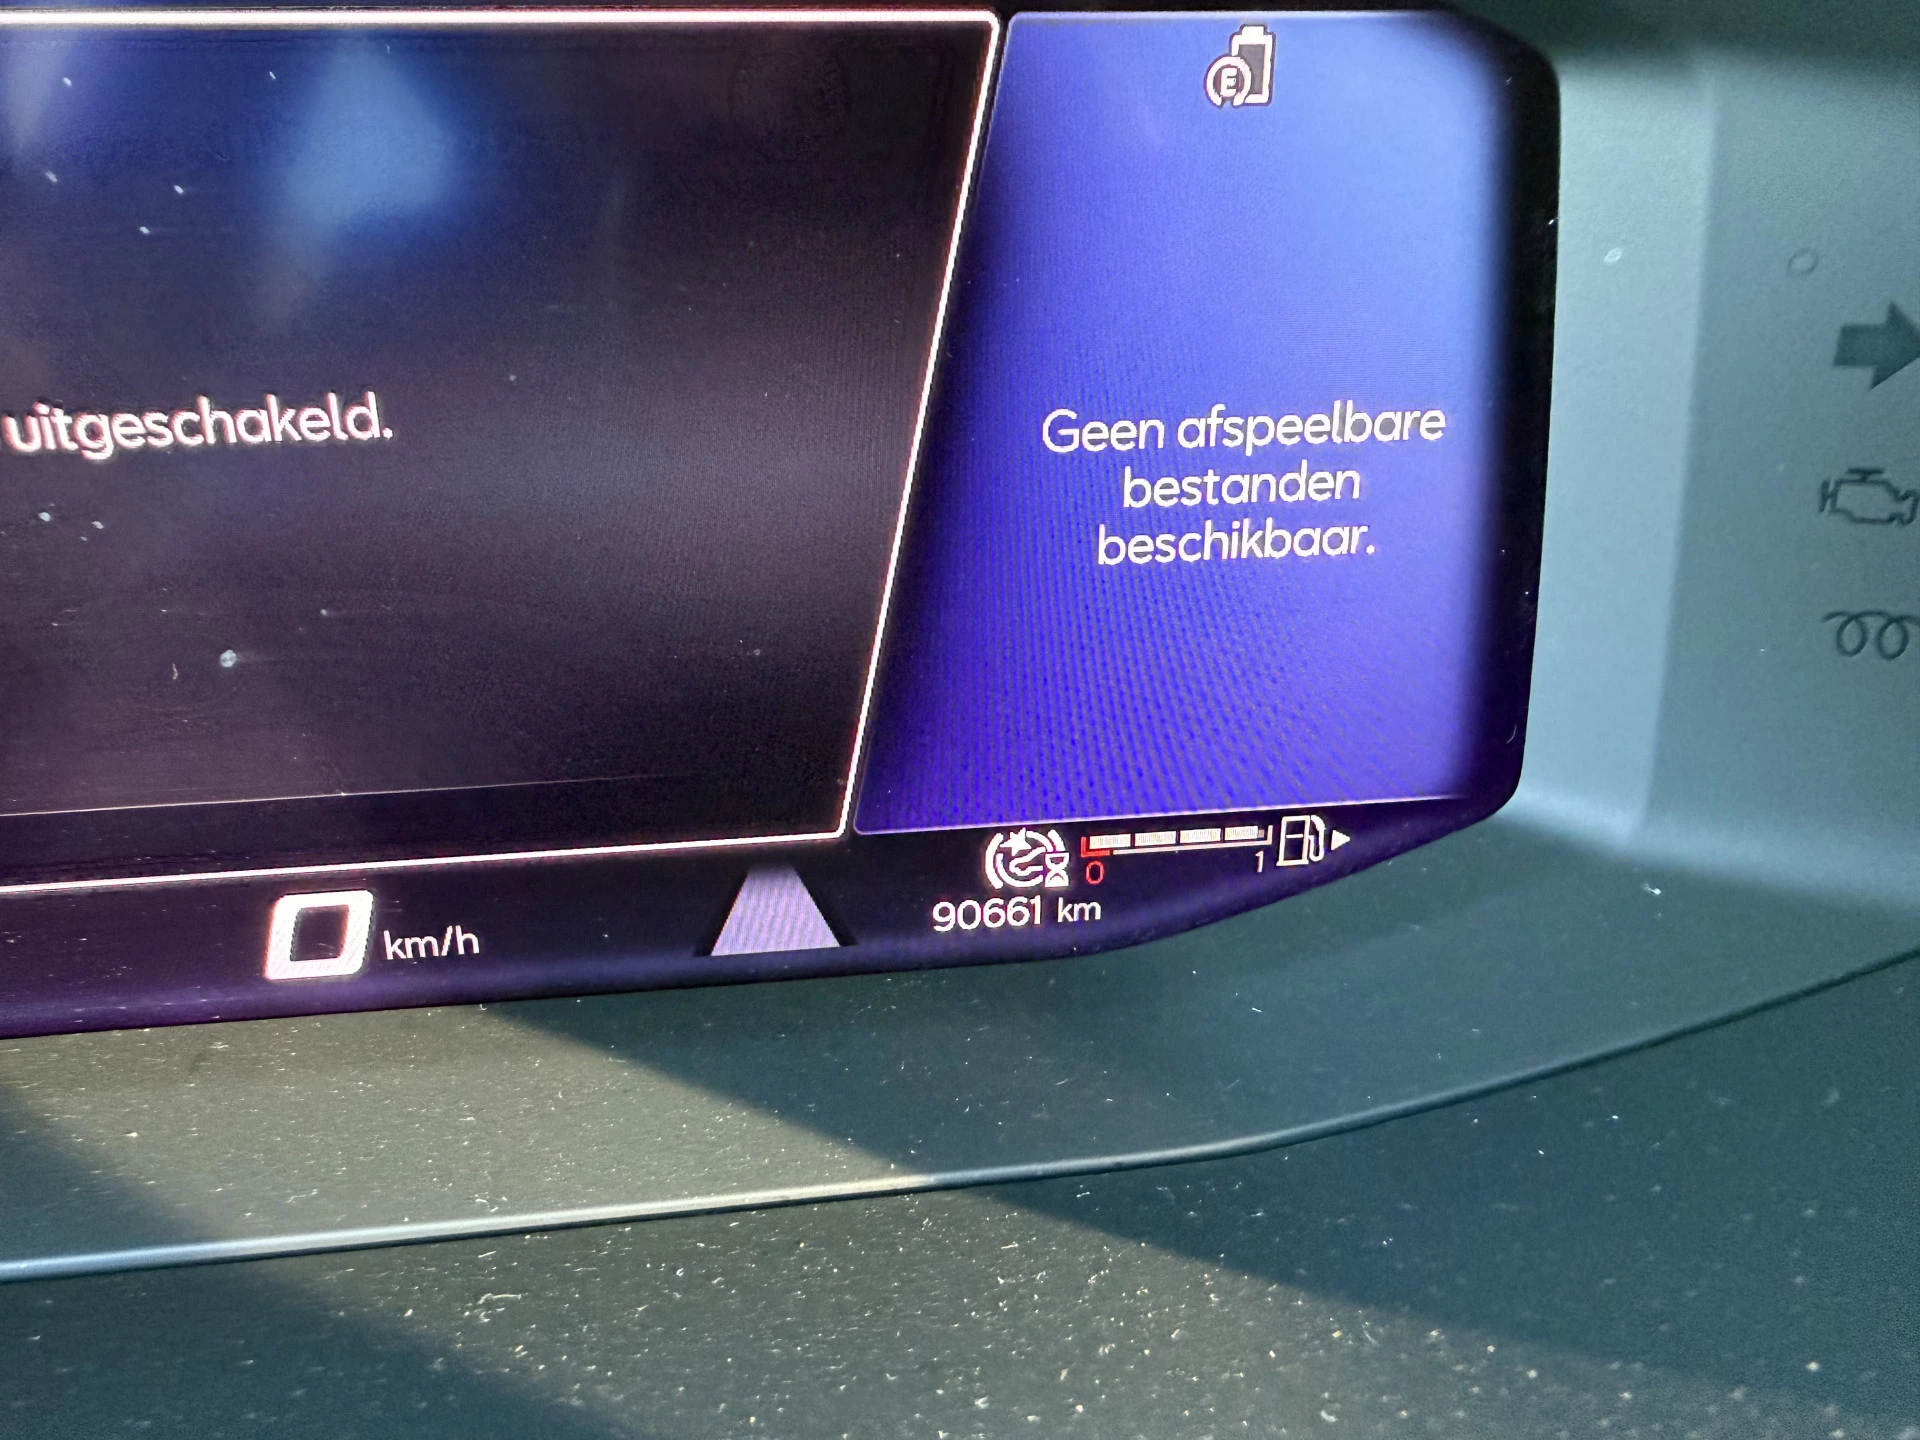 E
uitgeschakeld.
Geen afspeelbare
bestanden
beschikbaar.
0 1
90661 km
0 km/h